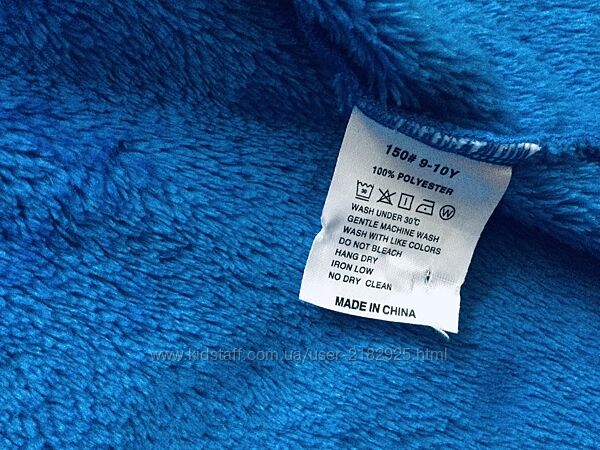 150# 9-10Y
100% POLYESTER
30 W
WASH UNDER 30℃
GENTLE MACHINE WASH
WASH WITH LIKE COLORS
DO NOT BLEACH
HANG DRY
IRON LOW
NO DRY CLEAN
MADE IN CHINA
www.kidstaff.com.ua/user-2182925.html